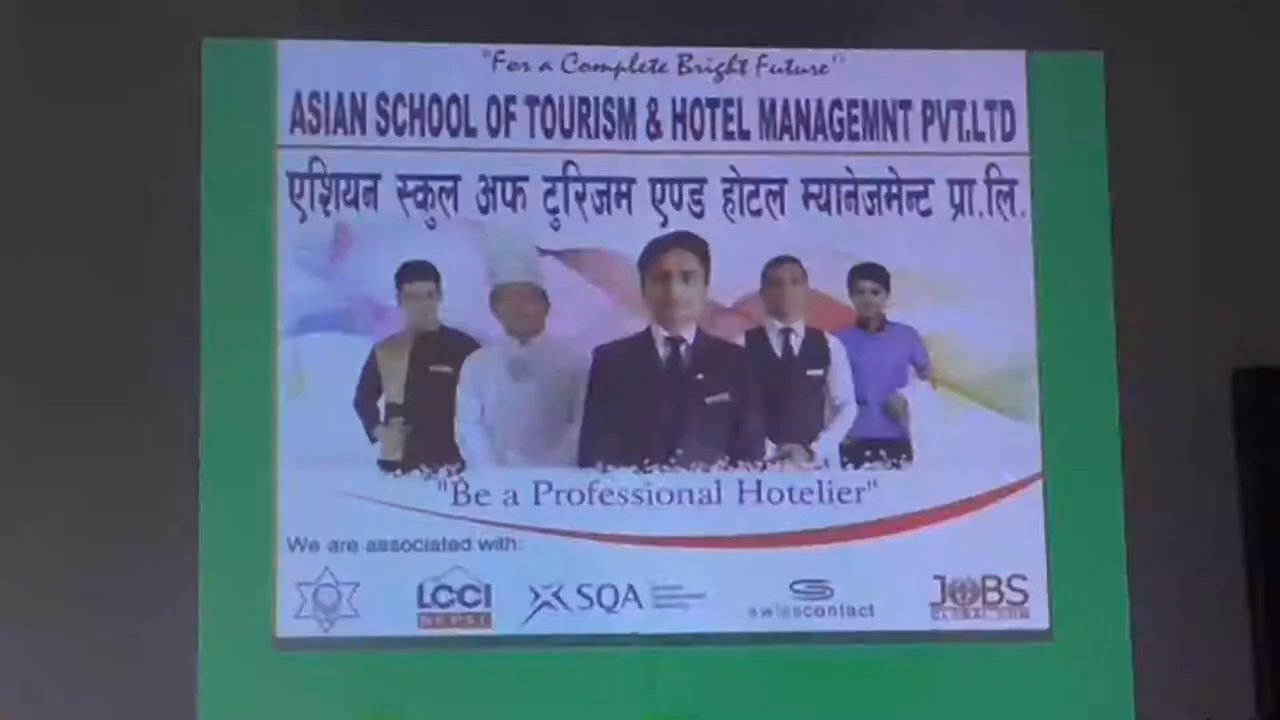 "For a Complete Bright Future"
ASIAN SCHOOL OF TOURISM & HOTEL MANAGEMNT PVT.LTD
एशियन स्कुल अफ टुरिजम एण्ड होटल म्यानेजमेन्ट प्रा.लि.
"Be a Professional Hotelier"
We are associated with:
LCCI
NEPAL
SQA
swisscontact
JOBS